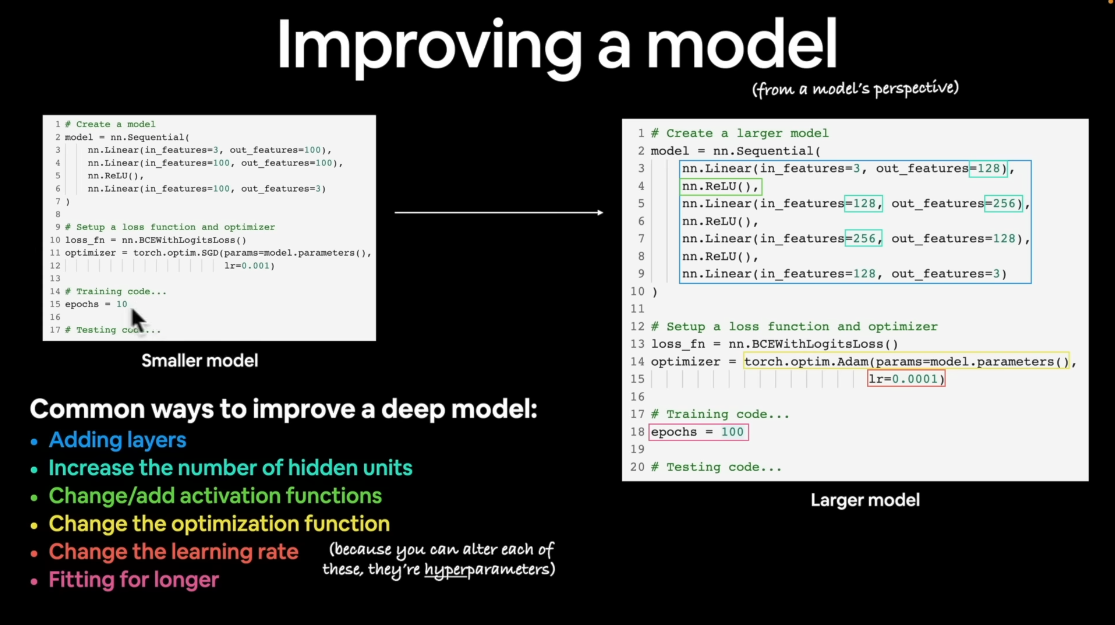 Improving a model
(from a model's perspective)
1 # Create a model
2 model = nn.Sequential(
3 nn.Linear(in_features=3, out_features=100),
4 nn.Linear(in_features=100, out_features=100),
5 nn.ReLU(),
6 nn.Linear(in_features=100, out_features=3)
7 )
8
9 # Setup a loss function and optimizer
10 loss_fn = nn.BCEWithLogitsLoss()
11 optimizer = torch.optim.SGD(params=model.parameters(),
12 lr=0.001)
13
14 # Training code...
15 epochs = 10
16
17 # Testing code...
Smaller model
1 # Create a larger model
2 model = nn.Sequential(
3 nn.Linear(in_features=3, out_features=128),
4 nn.ReLU(),
5 nn.Linear(in_features=128, out_features=256),
6 nn.ReLU(),
7 nn.Linear(in_features=256, out_features=128),
8 nn.ReLU(),
9 nn.Linear(in_features=128, out_features=3)
10 )
11
12 # Setup a loss function and optimizer
13 loss_fn = nn.BCEWithLogitsLoss()
14 optimizer = torch.optim.Adam(params=model.parameters(),
15 lr=0.0001)
16
17 # Training code...
18 epochs = 100
19
20 # Testing code...
Larger model
Common ways to improve a deep model:
• Adding layers
• Increase the number of hidden units
• Change/add activation functions
• Change the optimization function
• Change the learning rate
• Fitting for longer
(because you can alter each of
these, they're hyperparameters)